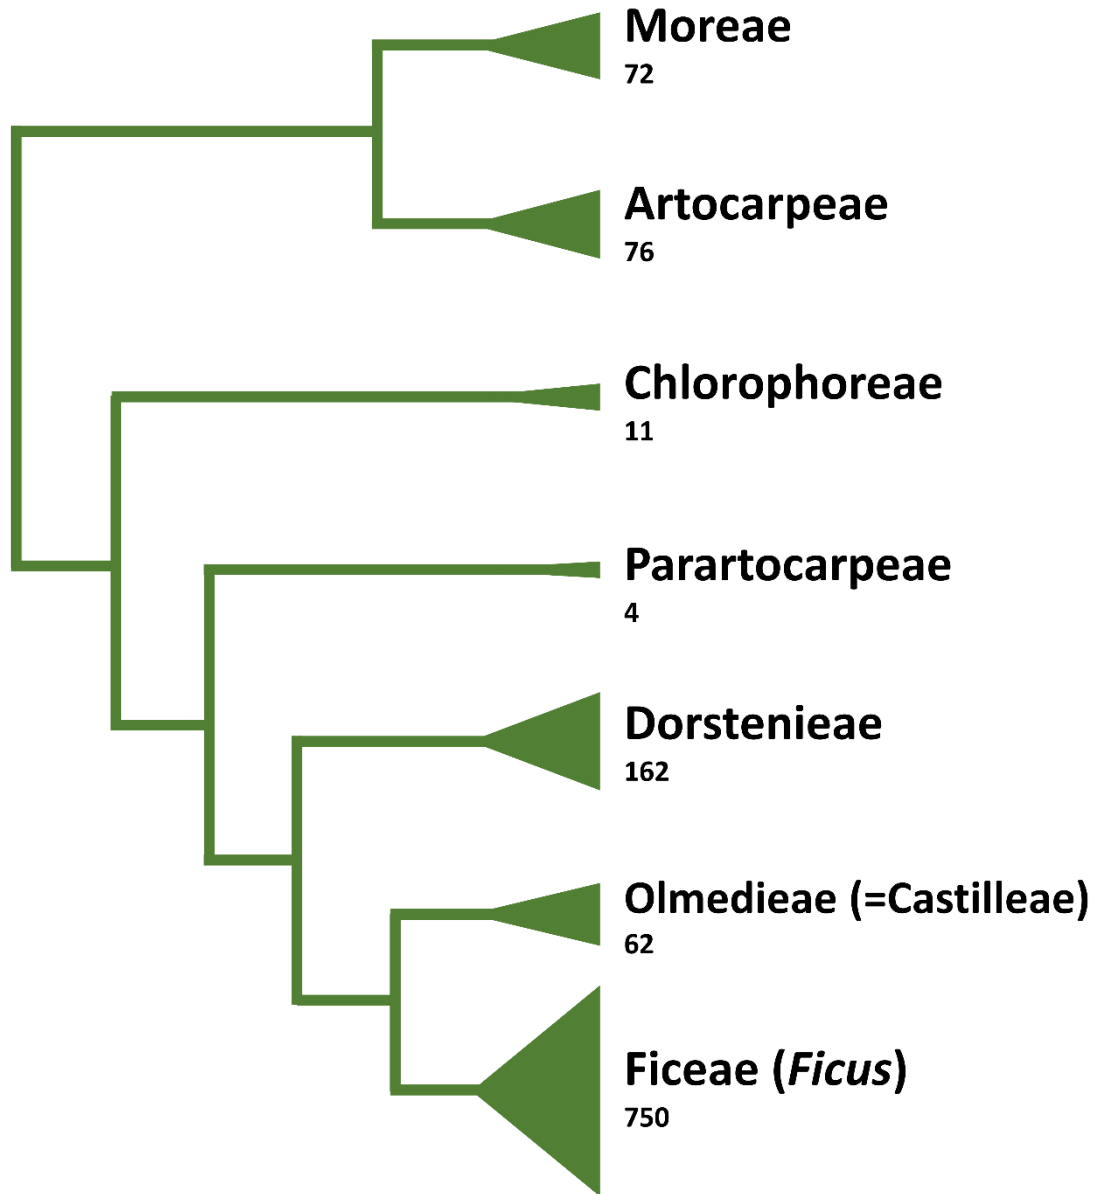 Moreae
72
Artocarpeae
76
Chlorophoreae
11
Parartocarpeae
4
Dorstenieae
162
Olmedieae (=Castilleae)
62
Ficeae (Ficus)
750